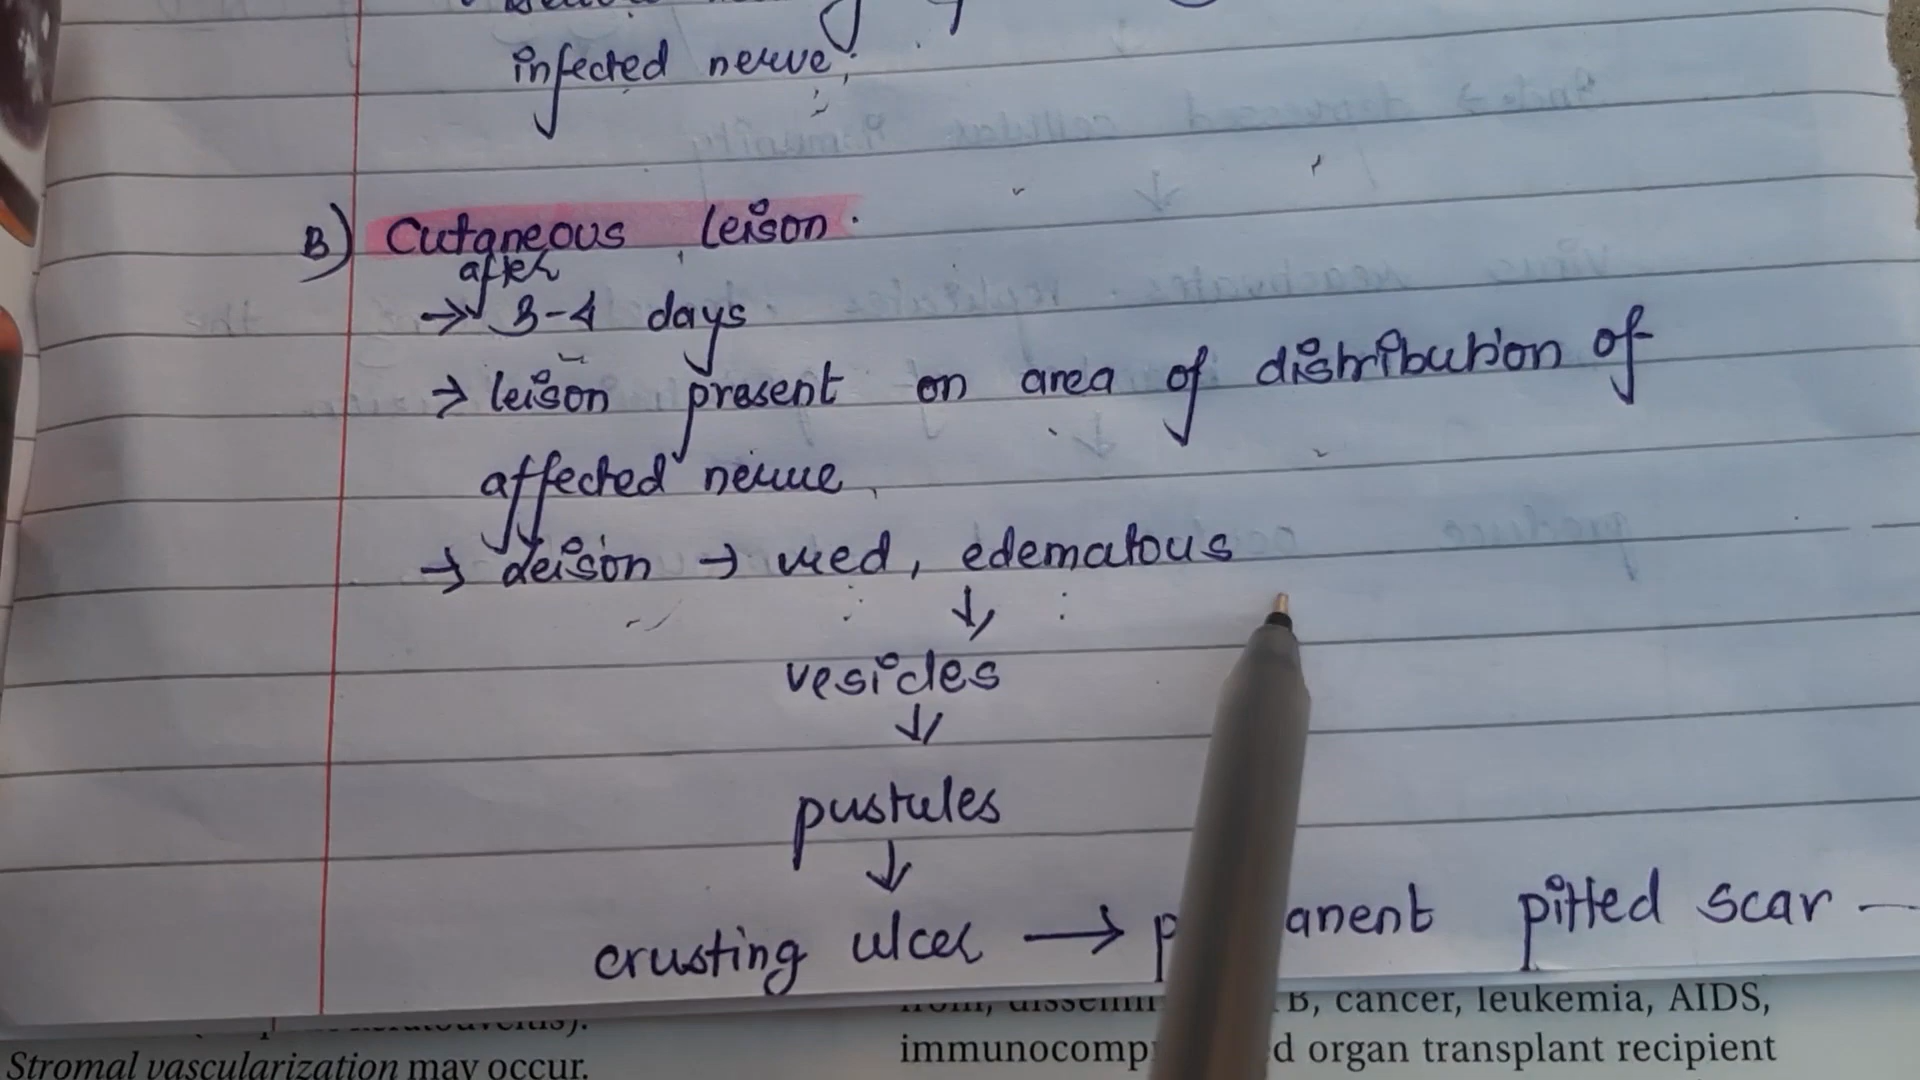 infected nerve.
B) Cutaneous leison.
after
→ 3-4 days
→ leison present on area of distribution of
affected nerve.
→ leison → red, edematous
↓
vesicles
↓
pustules
↓
crusting ulcer → p anent pitted scar —
B, cancer, leukemia, AIDS,
Stromal vascularization may occur.
immunocomp d organ transplant recipient